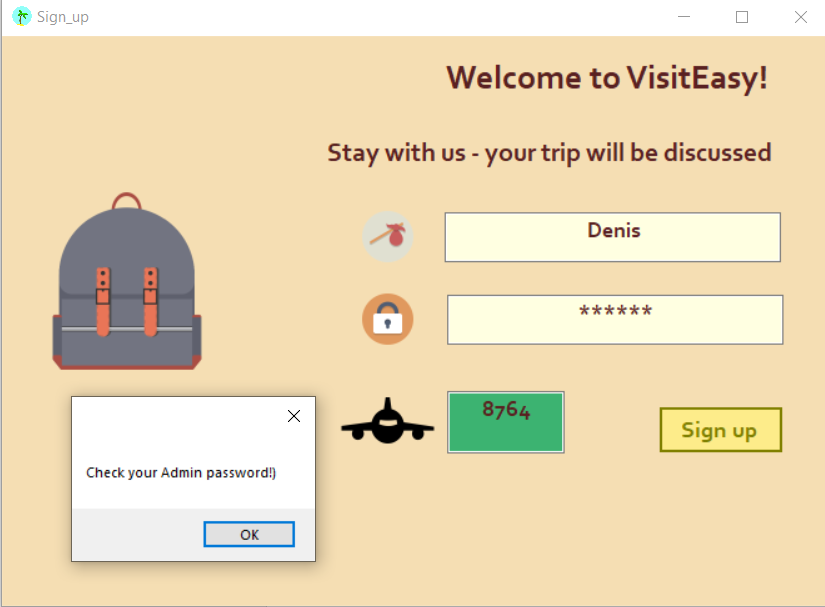 Sign_up
Welcome to VisitEasy!
Stay with us - your trip will be discussed
Denis
******
8764
Sign up
Check your Admin password!)
OK